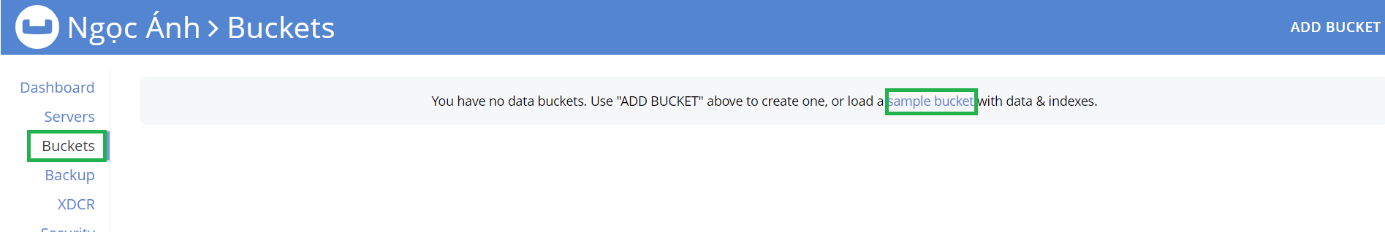 Ngọc Ánh > Buckets
ADD BUCKET
Dashboard
You have no data buckets. Use "ADD BUCKET" above to create one, or load a sample bucket with data & indexes.
Servers
Buckets
Backup
XDCR
Security